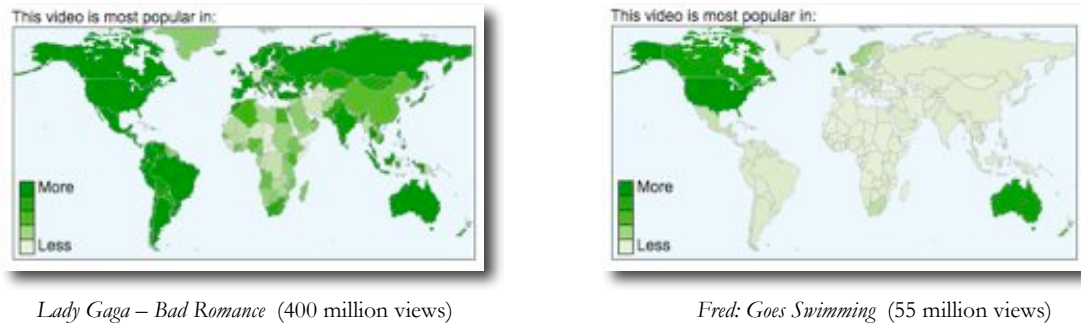 This video is most popular in:
More
Less
Lady Gaga – Bad Romance (400 million views)
This video is most popular in:
More
Less
Fred: Goes Swimming (55 million views)